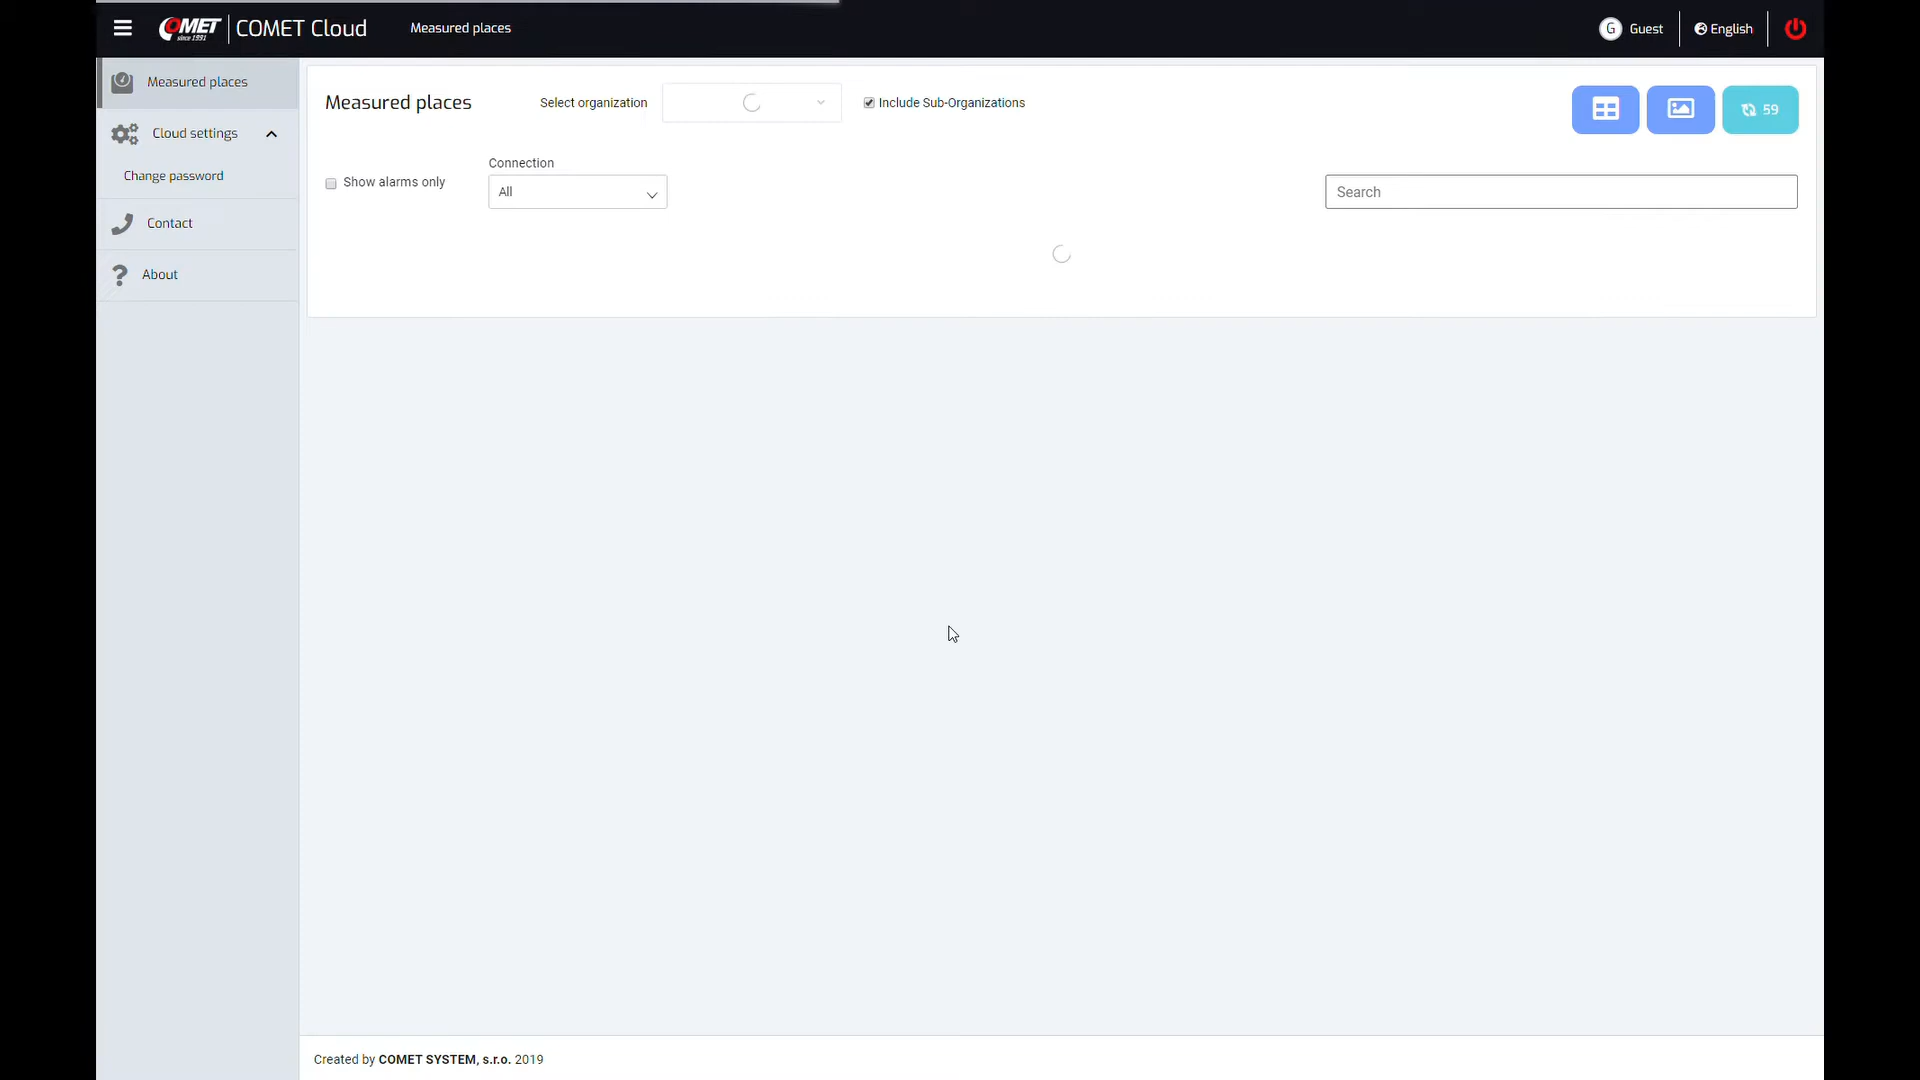 COMET
since 1991
COMET Cloud
Measured places
G
Guest
English
Measured places
Cloud settings
Change password
Contact
About
Measured places
Select organization
Include Sub-Organizations
59
Show alarms only
Connection
All
Search
Created by COMET SYSTEM, s.r.o. 2019